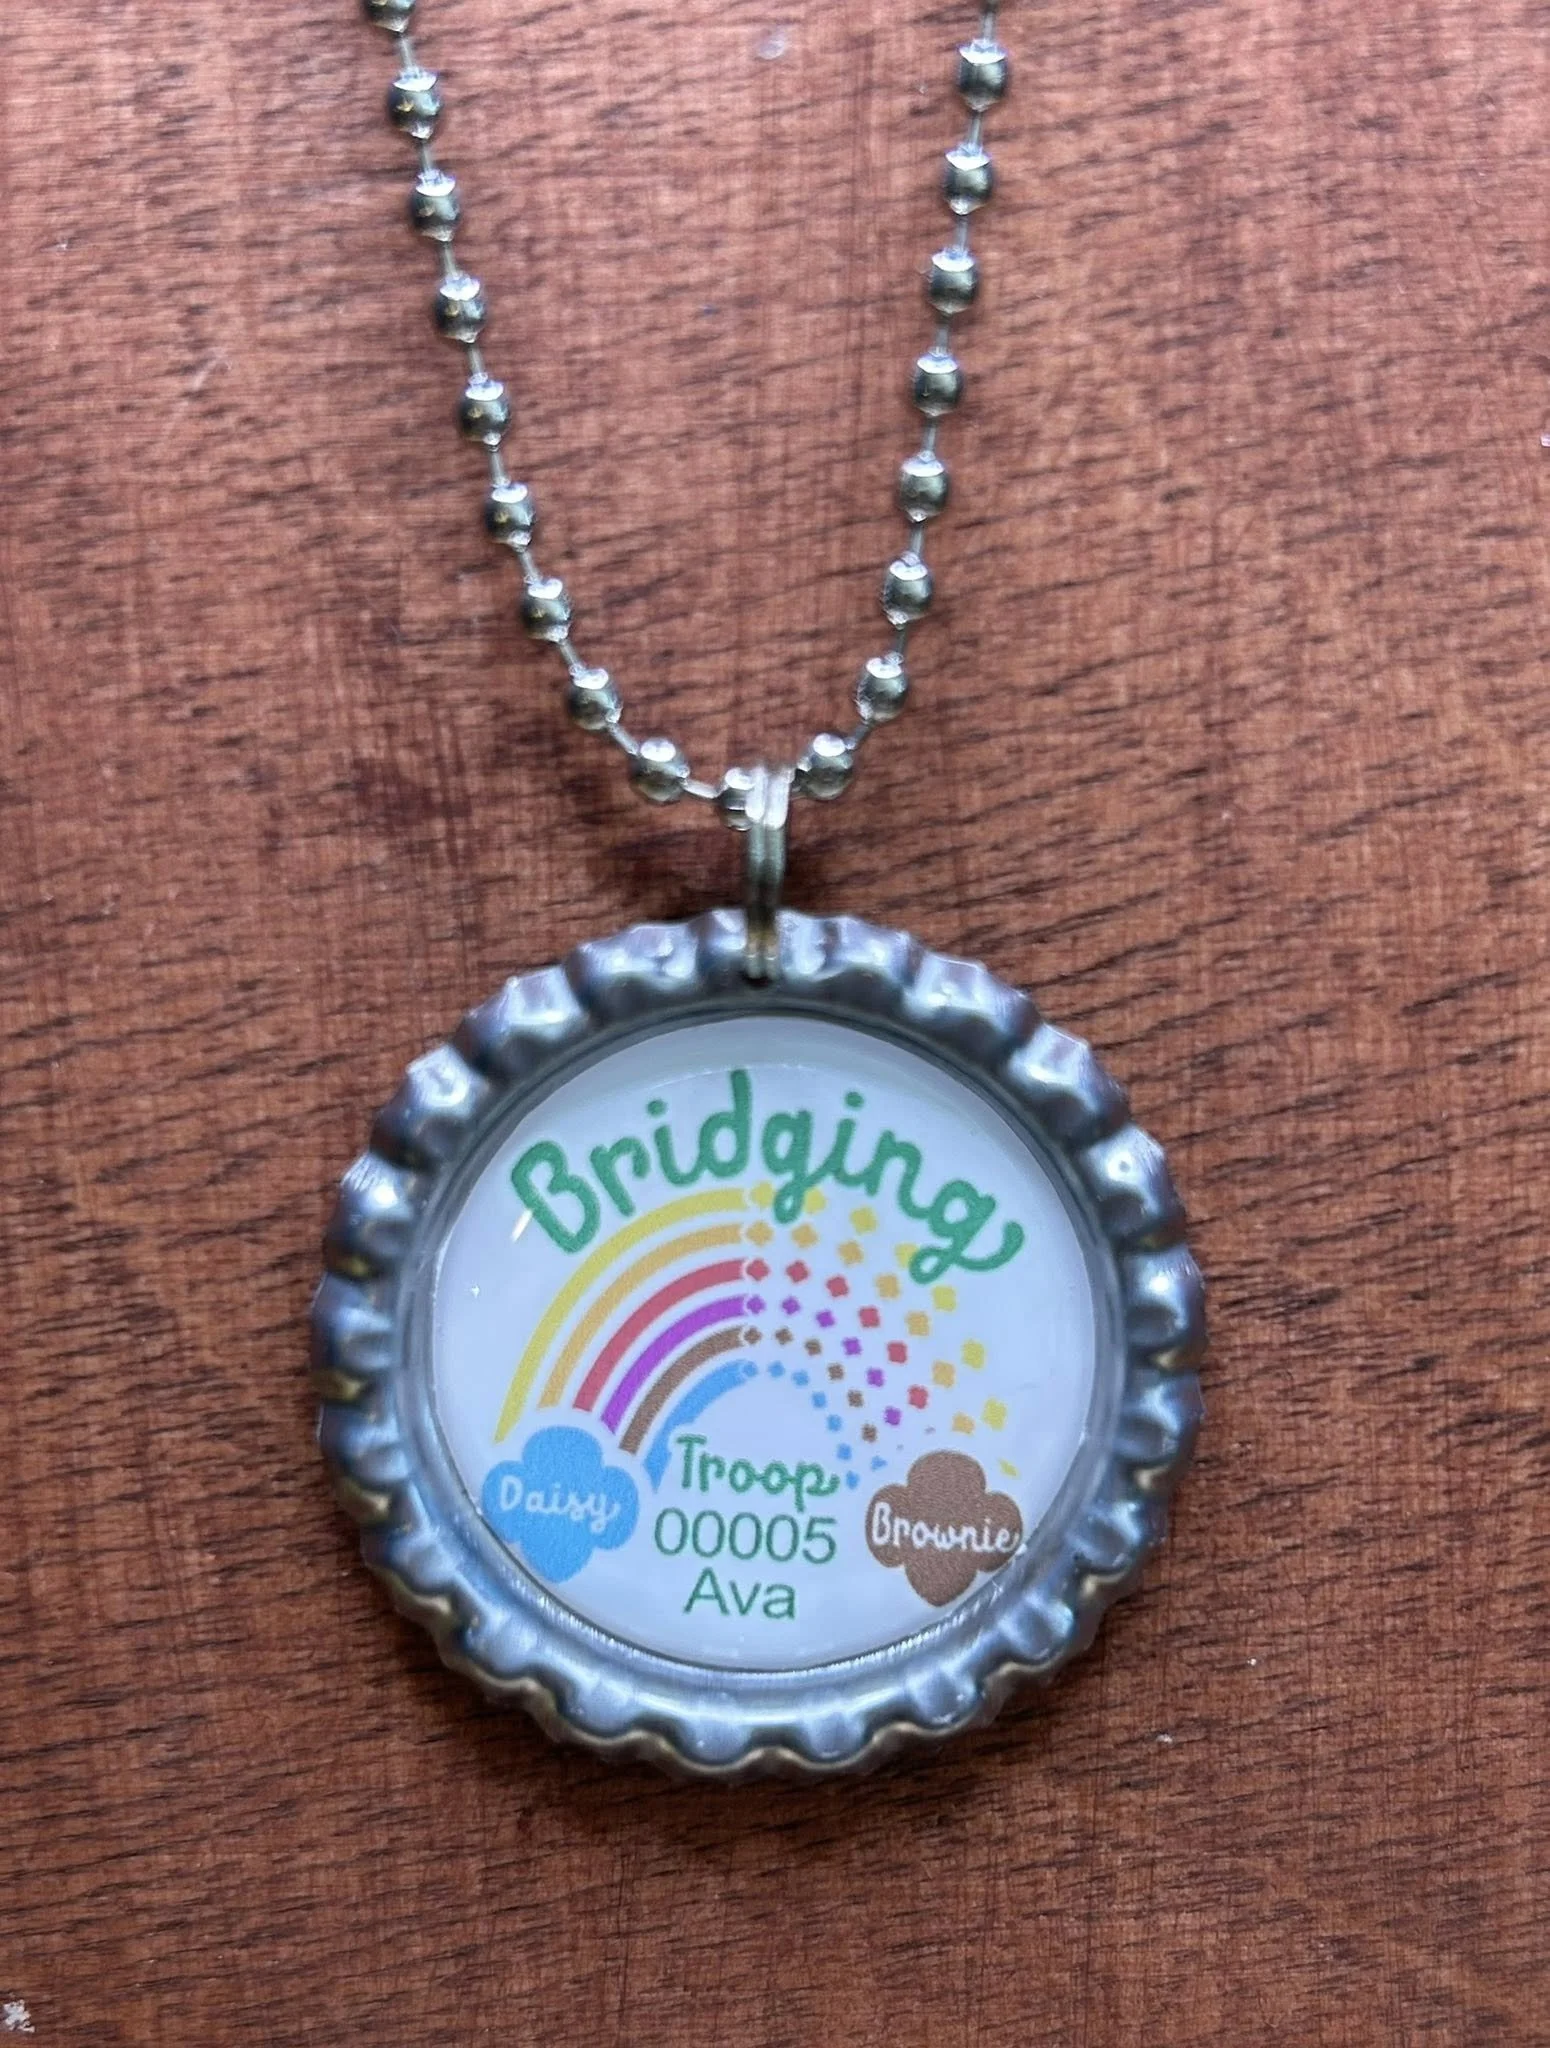 Bridging
Daisy
Troop
00005
Ava
Brownie